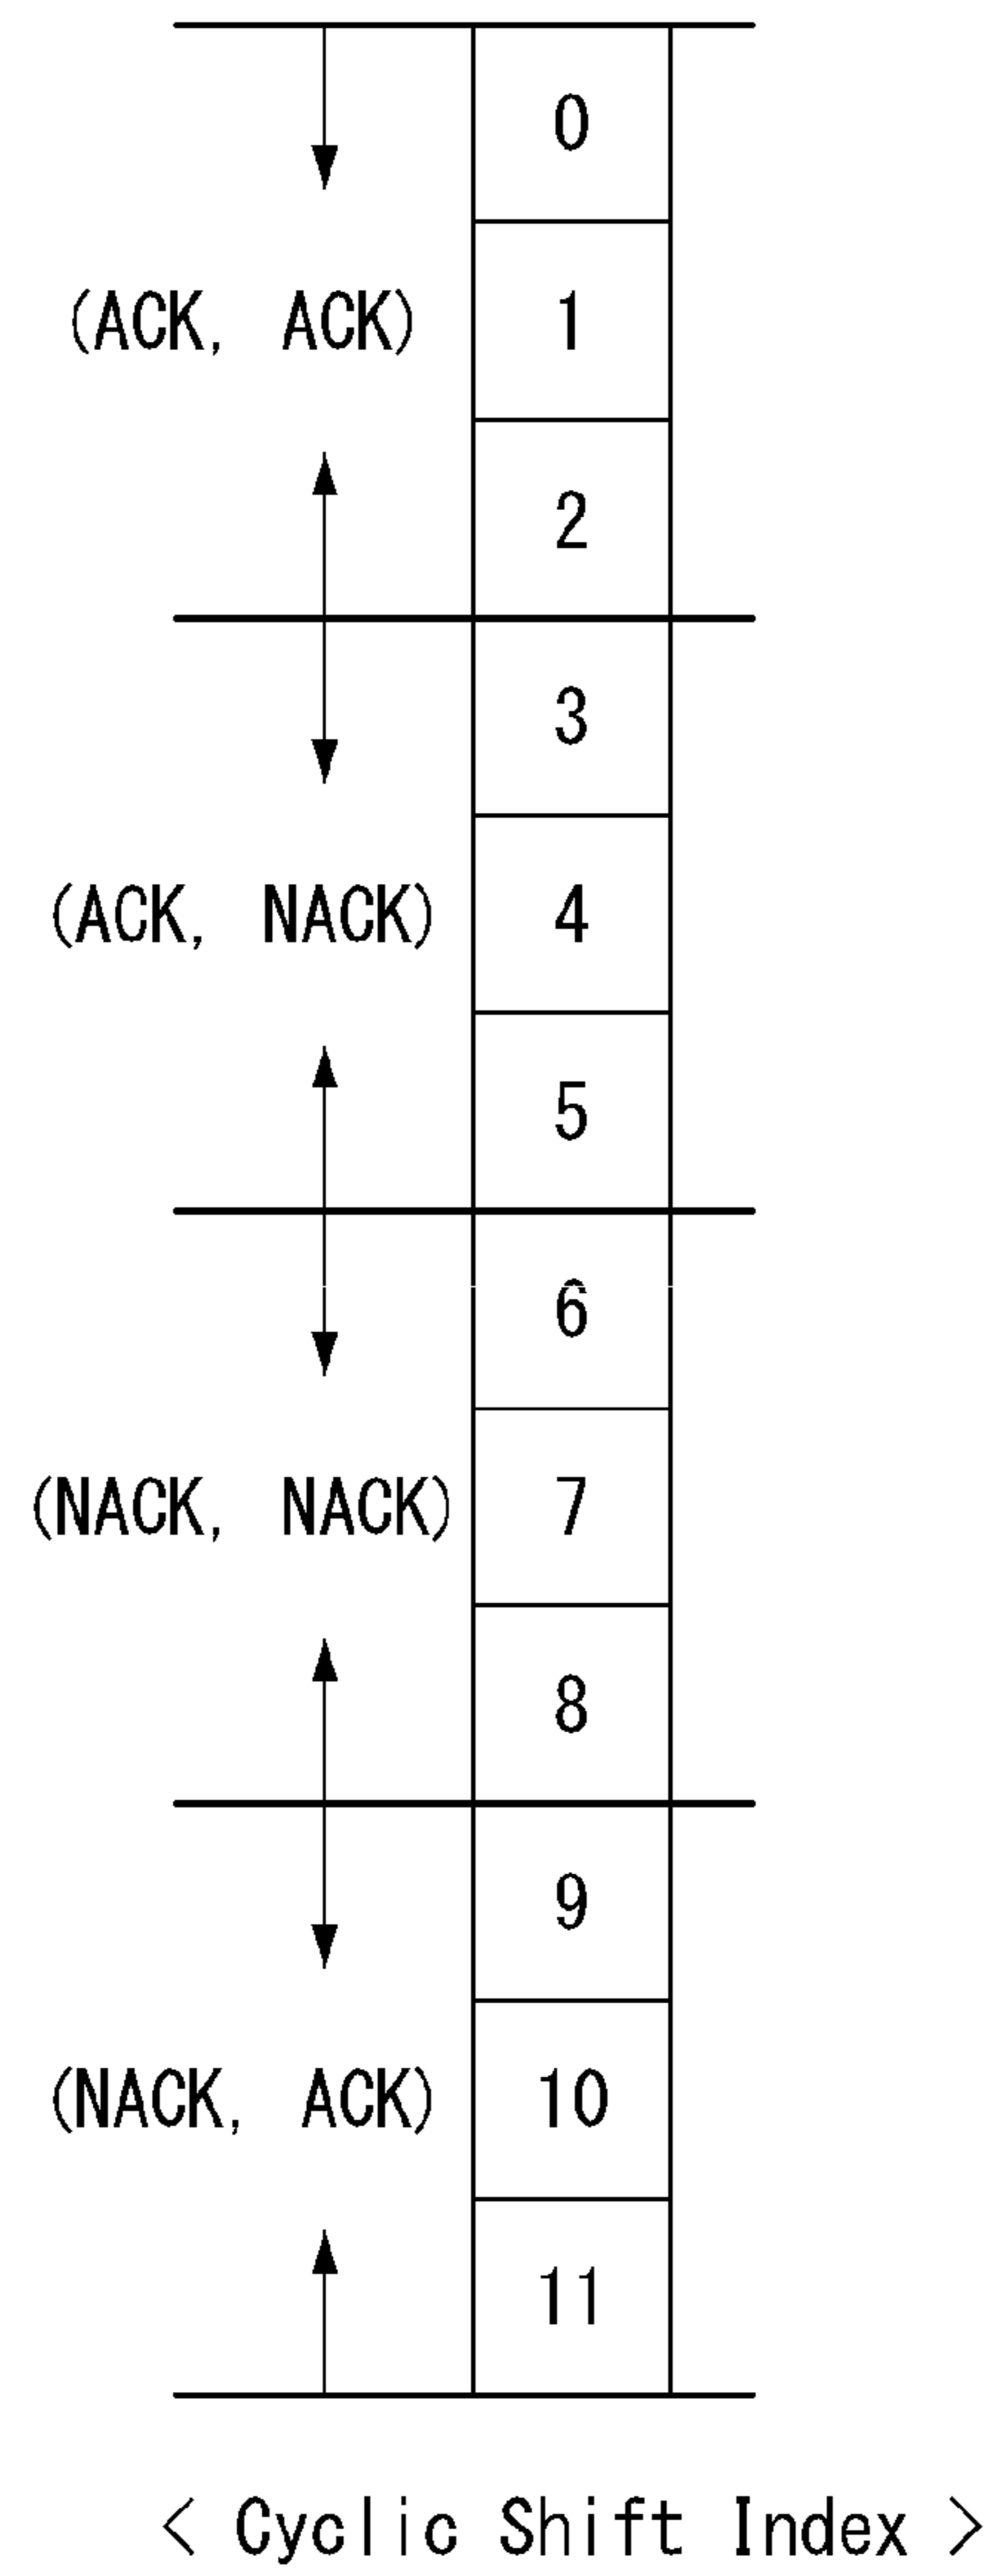 0
(ACK, ACK) 1
2
3
(ACK, NACK) 4
5
6
(NACK, NACK) 7
8
9
(NACK, ACK) 10
11
< Cyclic Shift Index >